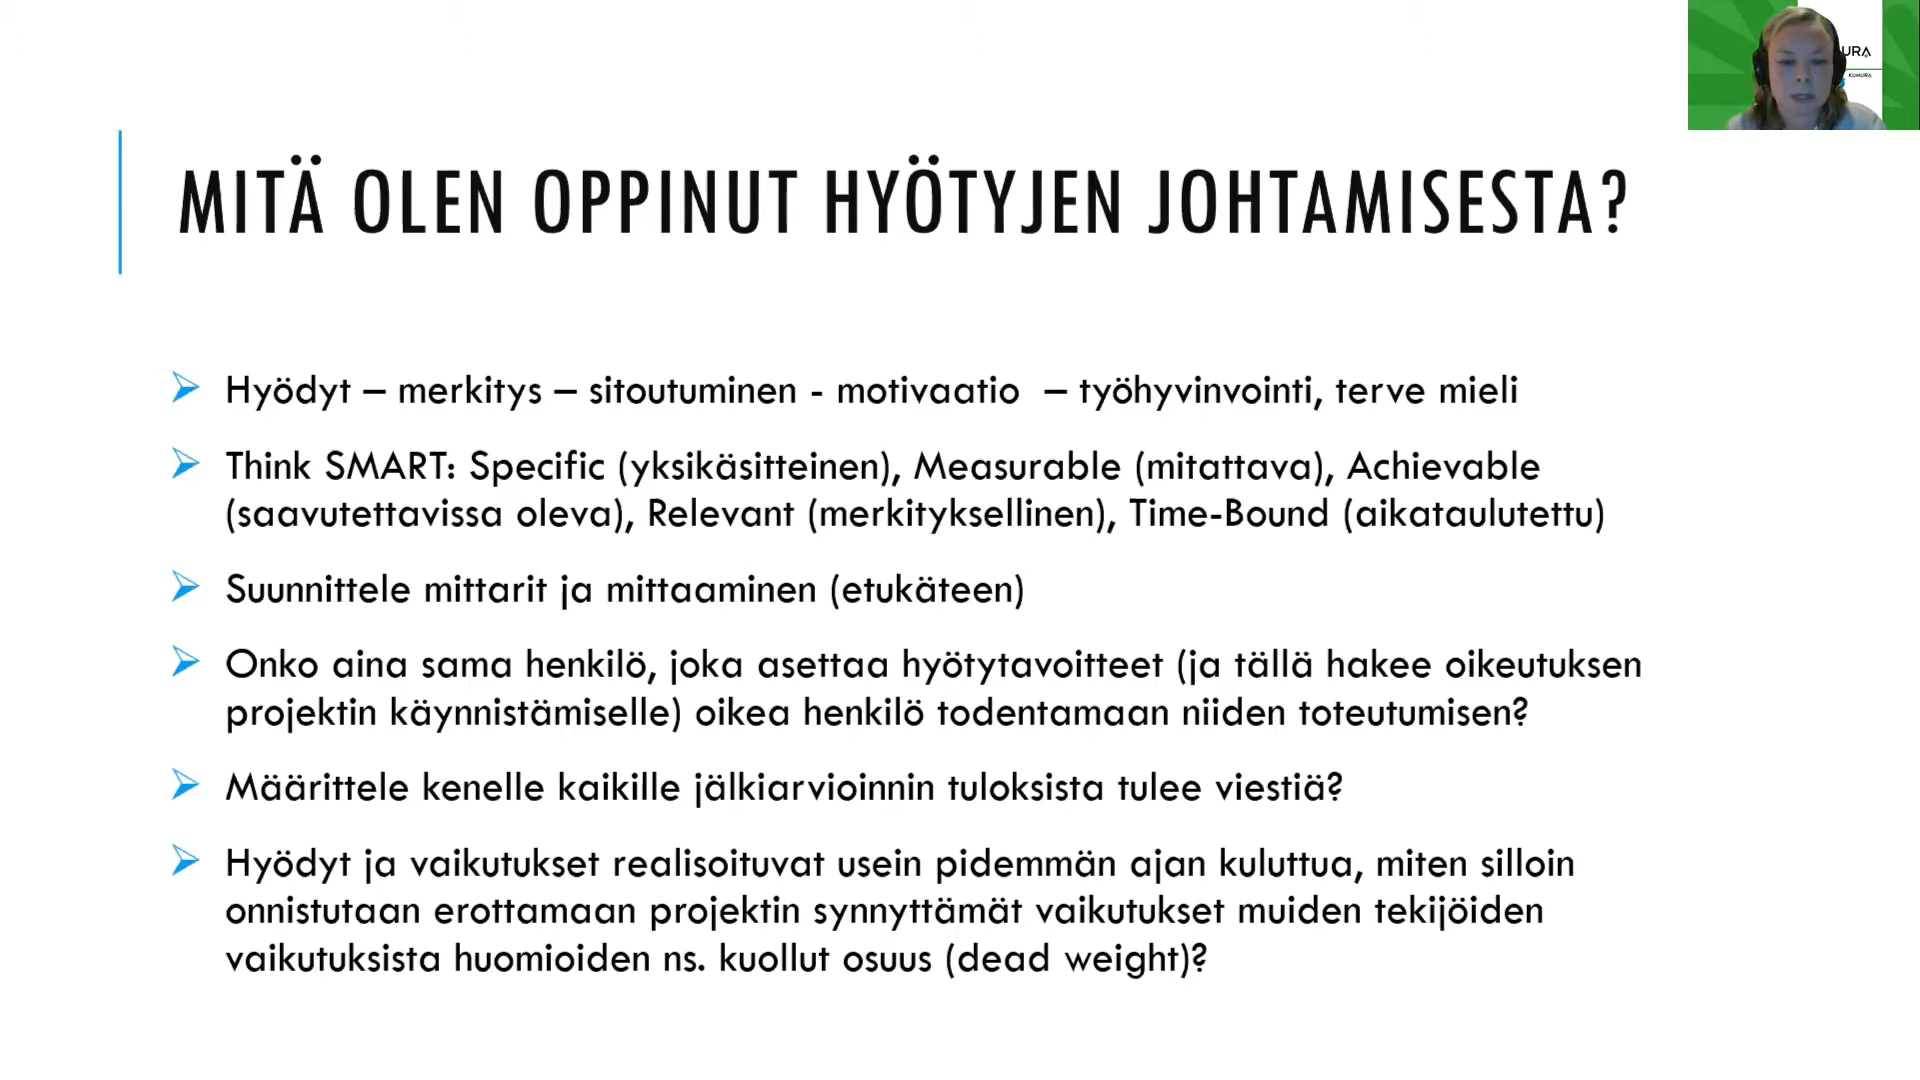 URA
KUMURA
MITÄ OLEN OPPINUT HYÖTYJEN JOHTAMISESTA?
Hyödyt – merkitys – sitoutuminen - motivaatio – työhyvinvointi, terve mieli
Think SMART: Specific (yksikäsitteinen), Measurable (mitattava), Achievable
(saavutettavissa oleva), Relevant (merkityksellinen), Time-Bound (aikataulutettu)
Suunnittele mittarit ja mittaaminen (etukäteen)
Onko aina sama henkilö, joka asettaa hyötytavoitteet (ja tällä hakee oikeutuksen
projektin käynnistämiselle) oikea henkilö todentamaan niiden toteutumisen?
Määrittele kenelle kaikille jälkiarvioinnin tuloksista tulee viestiä?
Hyödyt ja vaikutukset realisoituvat usein pidemmän ajan kuluttua, miten silloin
onnistutaan erottamaan projektin synnyttämät vaikutukset muiden tekijöiden
vaikutuksista huomioiden ns. kuollut osuus (dead weight)?